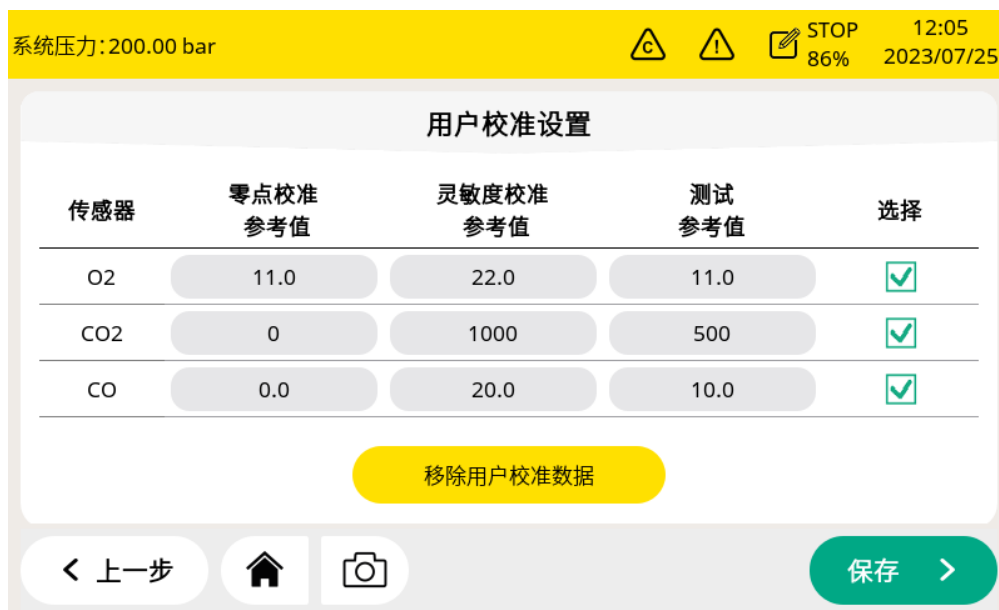 系统压力:200.00 bar
C
!
STOP
86%
12:05
2023/07/25
用户校准设置
传感器
零点校准
参考值
灵敏度校准
参考值
测试
参考值
选择
O2 11.0 22.0 11.0
CO2 0 1000 500
CO 0.0 20.0 10.0
移除用户校准数据
上一步
保存